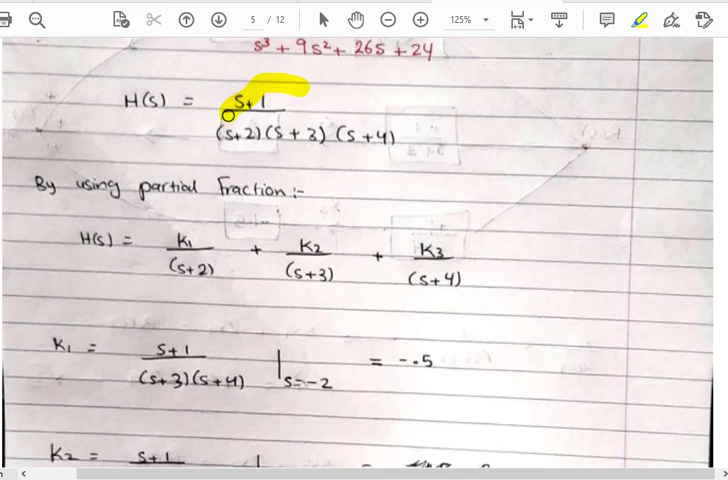 5 / 12
125%
s³ + 9s² + 26s + 24
H(s) = s+1 / (s+2)(s+3)(s+4)
By using partial Fraction :-
H(s) = K₁ / (s+2) + K₂ / (s+3) + K₃ / (s+4)
K₁ = s+1 / (s+3)(s+4) | s=-2 = -.5
K₂ = s+1